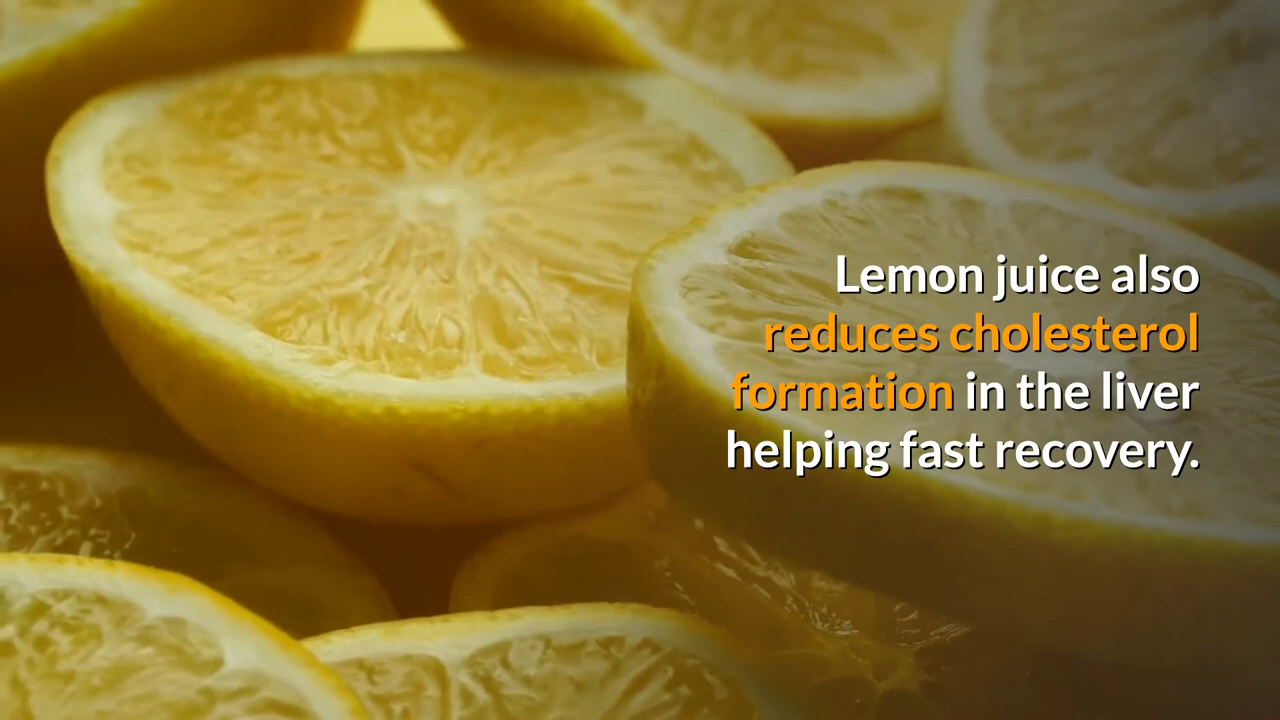 Lemon juice also
reduces cholesterol
formation in the liver
helping fast recovery.